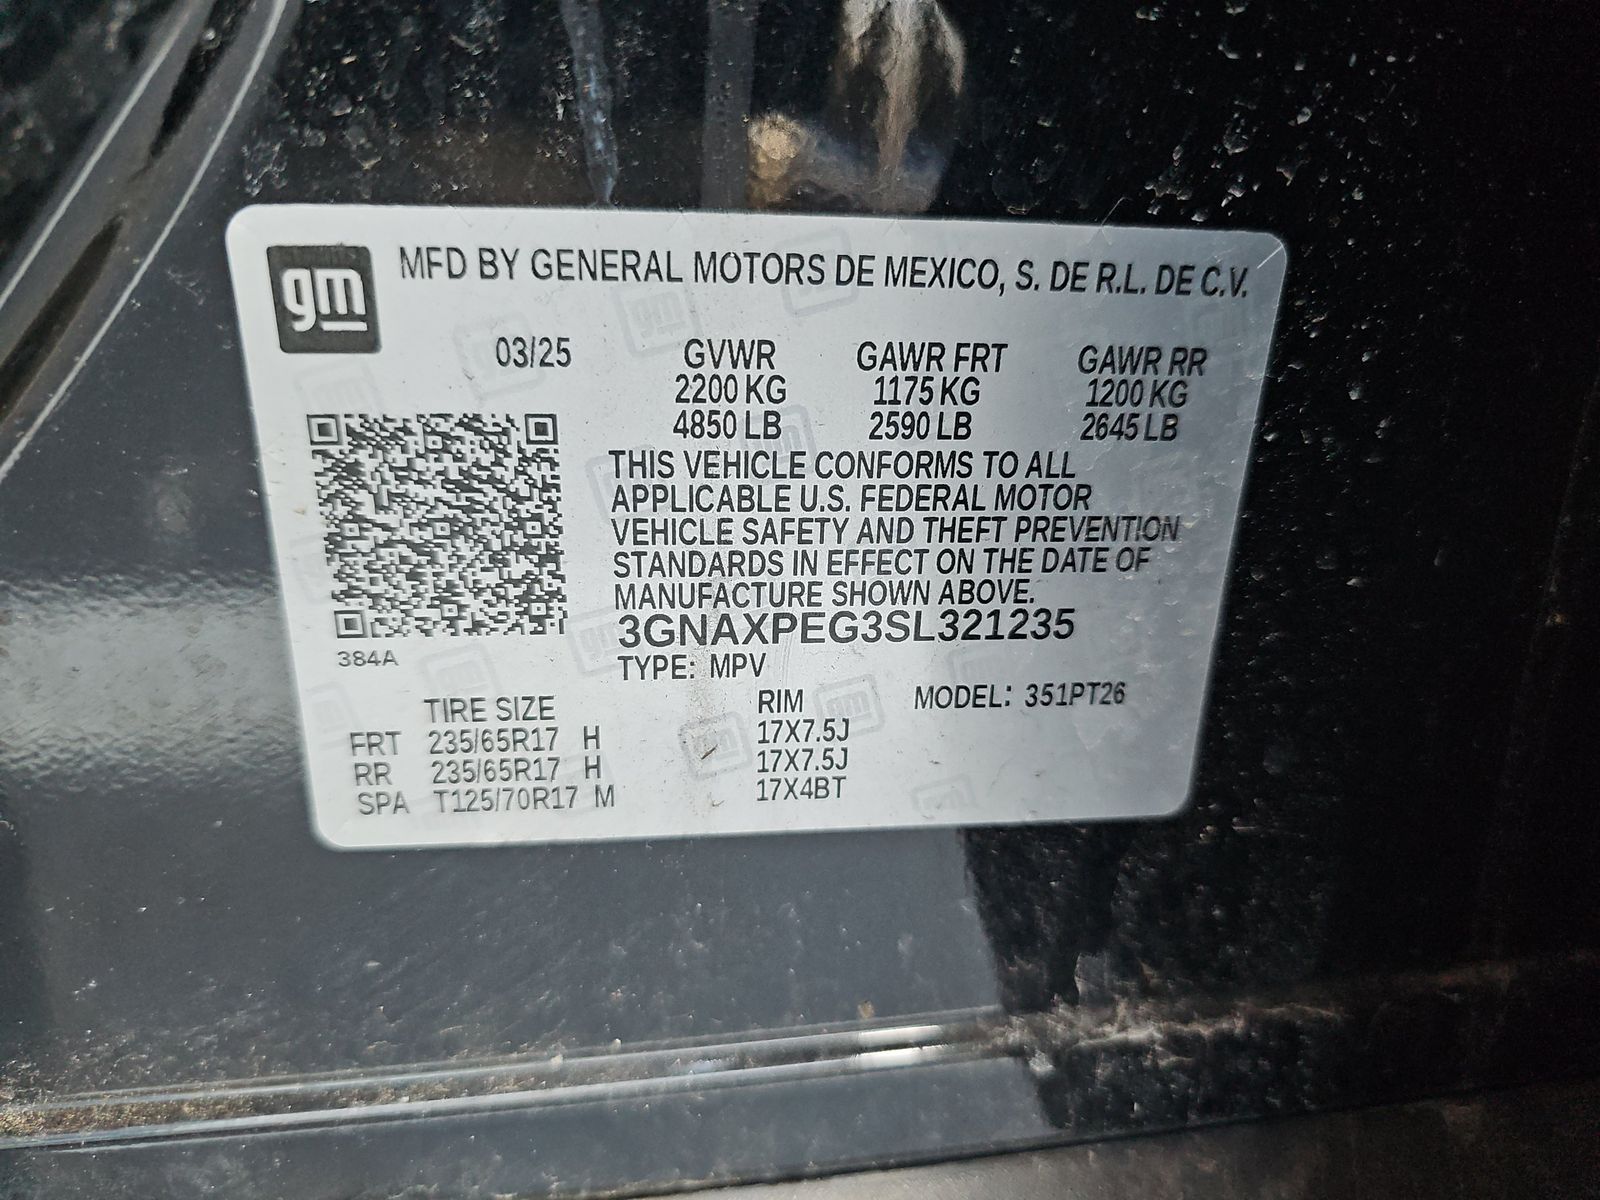 gm
MFD BY GENERAL MOTORS DE MEXICO, S. DE R.L. DE C.V.
03/25 GVWR GAWR FRT GAWR RR
2200 KG 1175 KG 1200 KG
4850 LB 2590 LB 2645 LB
THIS VEHICLE CONFORMS TO ALL
APPLICABLE U.S. FEDERAL MOTOR
VEHICLE SAFETY AND THEFT PREVENTION
STANDARDS IN EFFECT ON THE DATE OF
MANUFACTURE SHOWN ABOVE.
3GNAXPEG3SL321235
384A
TYPE: MPV
TIRE SIZE RIM MODEL: 351PT26
FRT 235/65R17 H 17X7.5J
RR 235/65R17 H 17X7.5J
SPA T125/70R17 M 17X4BT